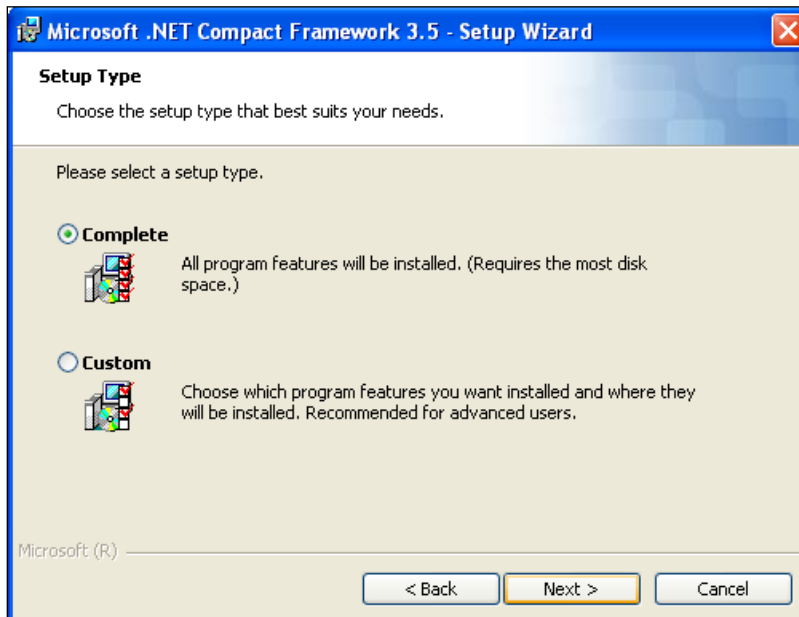 Microsoft .NET Compact Framework 3.5 - Setup Wizard
Setup Type
Choose the setup type that best suits your needs.
Please select a setup type.
Complete
All program features will be installed. (Requires the most disk
space.)
Custom
Choose which program features you want installed and where they
will be installed. Recommended for advanced users.
Microsoft (R)
< Back
Next >
Cancel